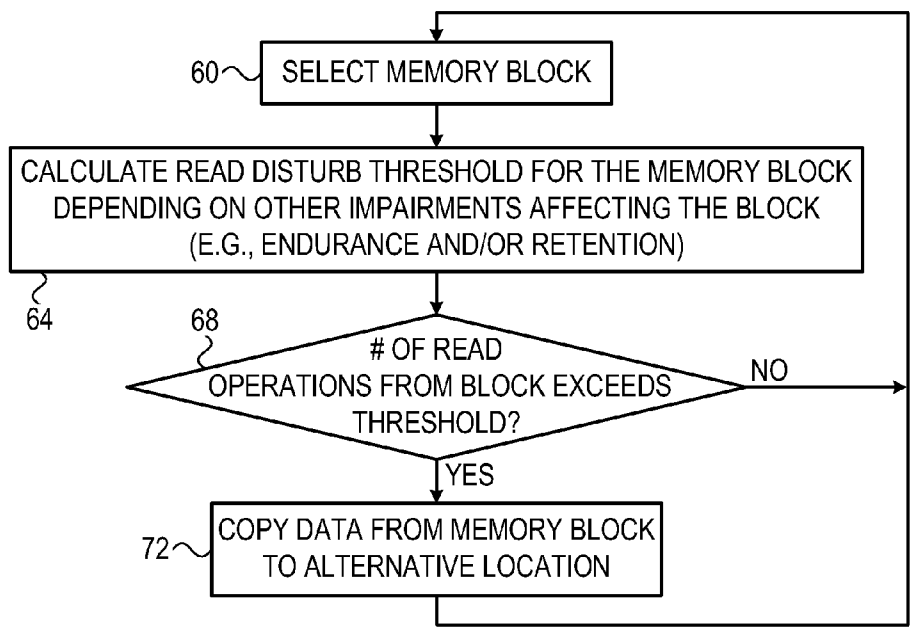 60
SELECT MEMORY BLOCK
CALCULATE READ DISTURB THRESHOLD FOR THE MEMORY BLOCK
DEPENDING ON OTHER IMPAIRMENTS AFFECTING THE BLOCK
(E.G., ENDURANCE AND/OR RETENTION)
64
68
# OF READ
OPERATIONS FROM BLOCK EXCEEDS
THRESHOLD?
NO
YES
72
COPY DATA FROM MEMORY BLOCK
TO ALTERNATIVE LOCATION